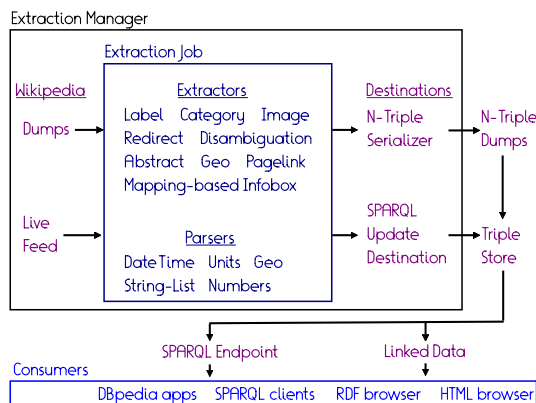 Extraction Manager
Extraction Job
Wikipedia
Dumps
Live
Feed
Extractors
Label Category Image
Redirect Disambiguation
Abstract Geo Pagelink
Mapping-based Infobox
Parsers
DateTime Units Geo
String-List Numbers
Destinations
N-Triple
Serializer
SPARQL
Update
Destination
N-Triple
Dumps
Triple
Store
SPARQL Endpoint
Linked Data
Consumers
DBpedia apps SPARQL clients RDF browser HTML browser